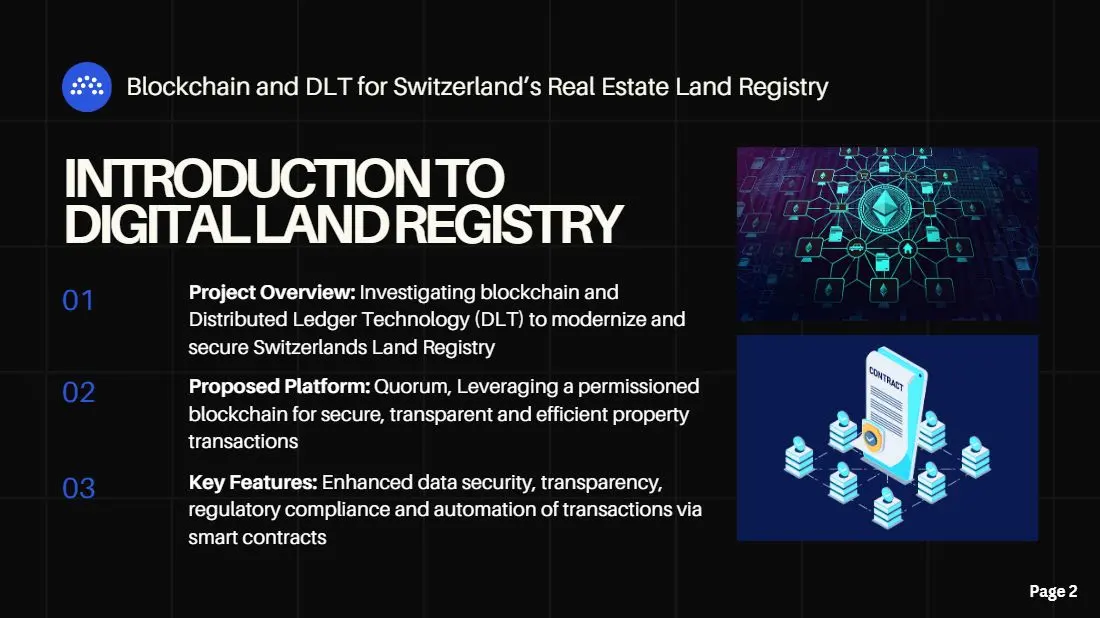 Blockchain and DLT for Switzerland’s Real Estate Land Registry
INTRODUCTION TO
DIGITAL LAND REGISTRY
01
Project Overview: Investigating blockchain and
Distributed Ledger Technology (DLT) to modernize and
secure Switzerlands Land Registry
02
Proposed Platform: Quorum, Leveraging a permissioned
blockchain for secure, transparent and efficient property
transactions
03
Key Features: Enhanced data security, transparency,
regulatory compliance and automation of transactions via
smart contracts
CONTRACT
Page 2